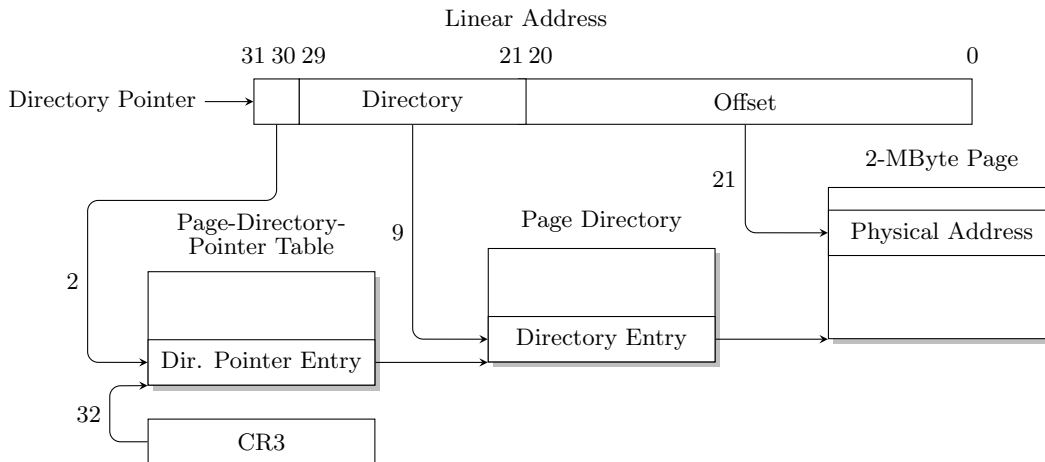 Linear Address
31 30 29 21 20 0
Directory Pointer
Directory
Offset
2-MByte Page
21
Page-Directory-
Pointer Table
9
Page Directory
Physical Address
2
Dir. Pointer Entry
Directory Entry
32
CR3